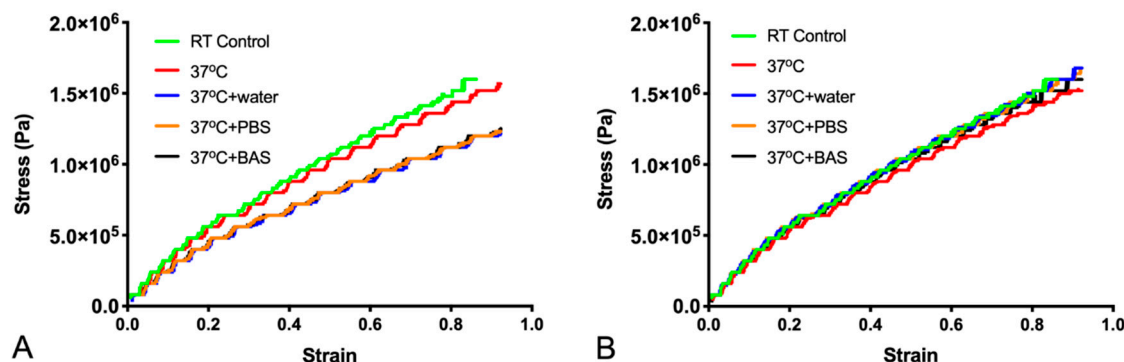 2.0×10⁶
1.5×10⁶
1.0×10⁶
5.0×10⁵
0.0
Stress (Pa)
RT Control
37ºC
37ºC+water
37ºC+PBS
37ºC+BAS
0.0 0.2 0.4 0.6 0.8 1.0
Strain
A
2.0×10⁶
1.5×10⁶
1.0×10⁶
5.0×10⁵
0.0
Stress (Pa)
RT Control
37ºC
37ºC+water
37ºC+PBS
37ºC+BAS
0.0 0.2 0.4 0.6 0.8 1.0
Strain
B